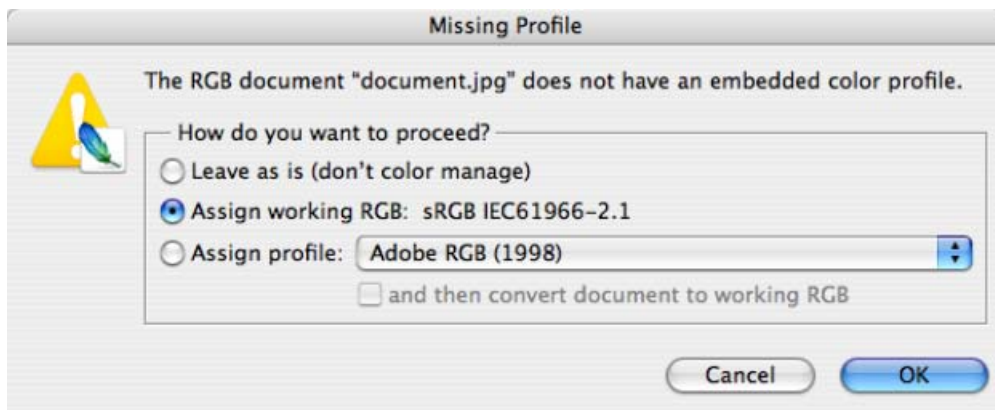 Missing Profile
The RGB document “document.jpg” does not have an embedded color profile.
How do you want to proceed?
Leave as is (don't color manage)
Assign working RGB: sRGB IEC61966-2.1
Assign profile: Adobe RGB (1998)
and then convert document to working RGB
Cancel OK